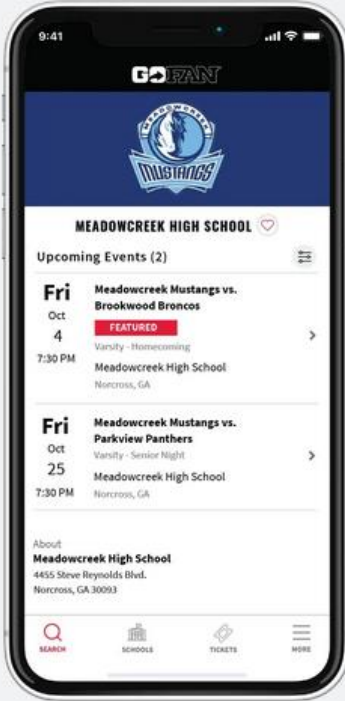 9:41
GOFAN
MEADOWCREEK
MUSTANGS
MEADOWCREEK HIGH SCHOOL
Upcoming Events (2)
Fri
Oct
4
7:30 PM
Meadowcreek Mustangs vs.
Brookwood Broncos
FEATURED
Varsity - Homecoming
Meadowcreek High School
Norcross, GA
Fri
Oct
25
7:30 PM
Meadowcreek Mustangs vs.
Parkview Panthers
Varsity - Senior Night
Meadowcreek High School
Norcross, GA
About
Meadowcreek High School
4455 Steve Reynolds Blvd.
Norcross, GA 30093
SEARCH
SCHOOLS
TICKETS
MORE